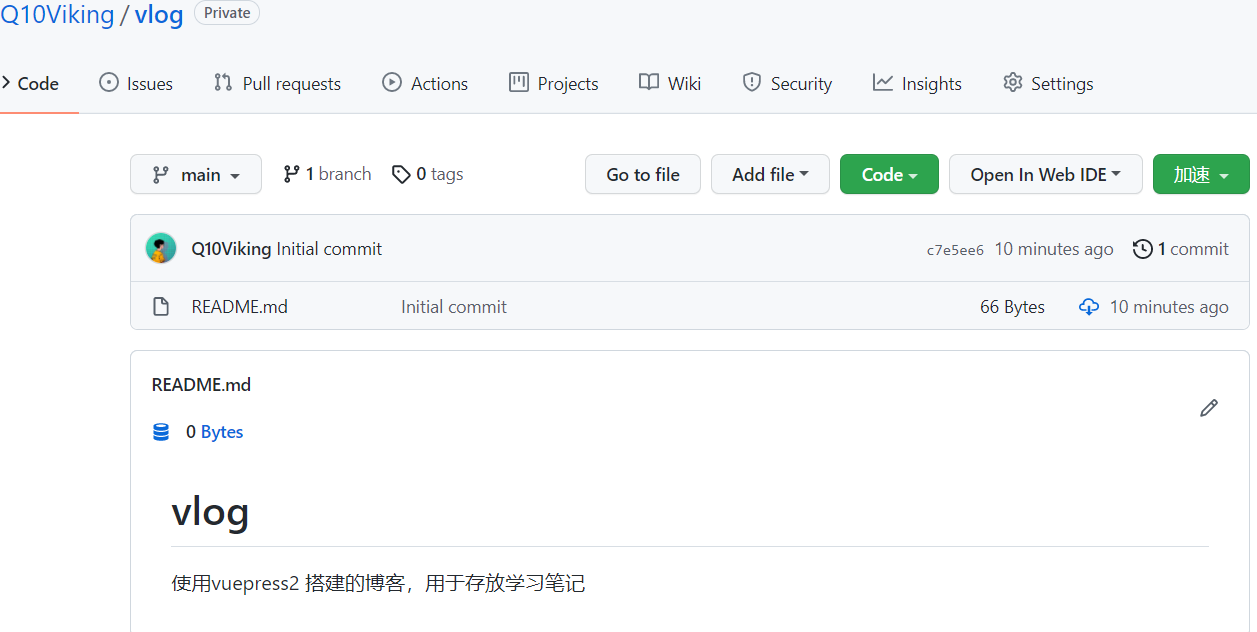 Q10Viking / vlog Private
Code Issues Pull requests Actions Projects Wiki Security Insights Settings
main 1 branch 0 tags Go to file Add file Code Open In Web IDE 加速
Q10Viking Initial commit c7e5ee6 10 minutes ago 1 commit
README.md Initial commit 66 Bytes 10 minutes ago
README.md
0 Bytes
vlog
使用vuepress2 搭建的博客，用于存放学习笔记